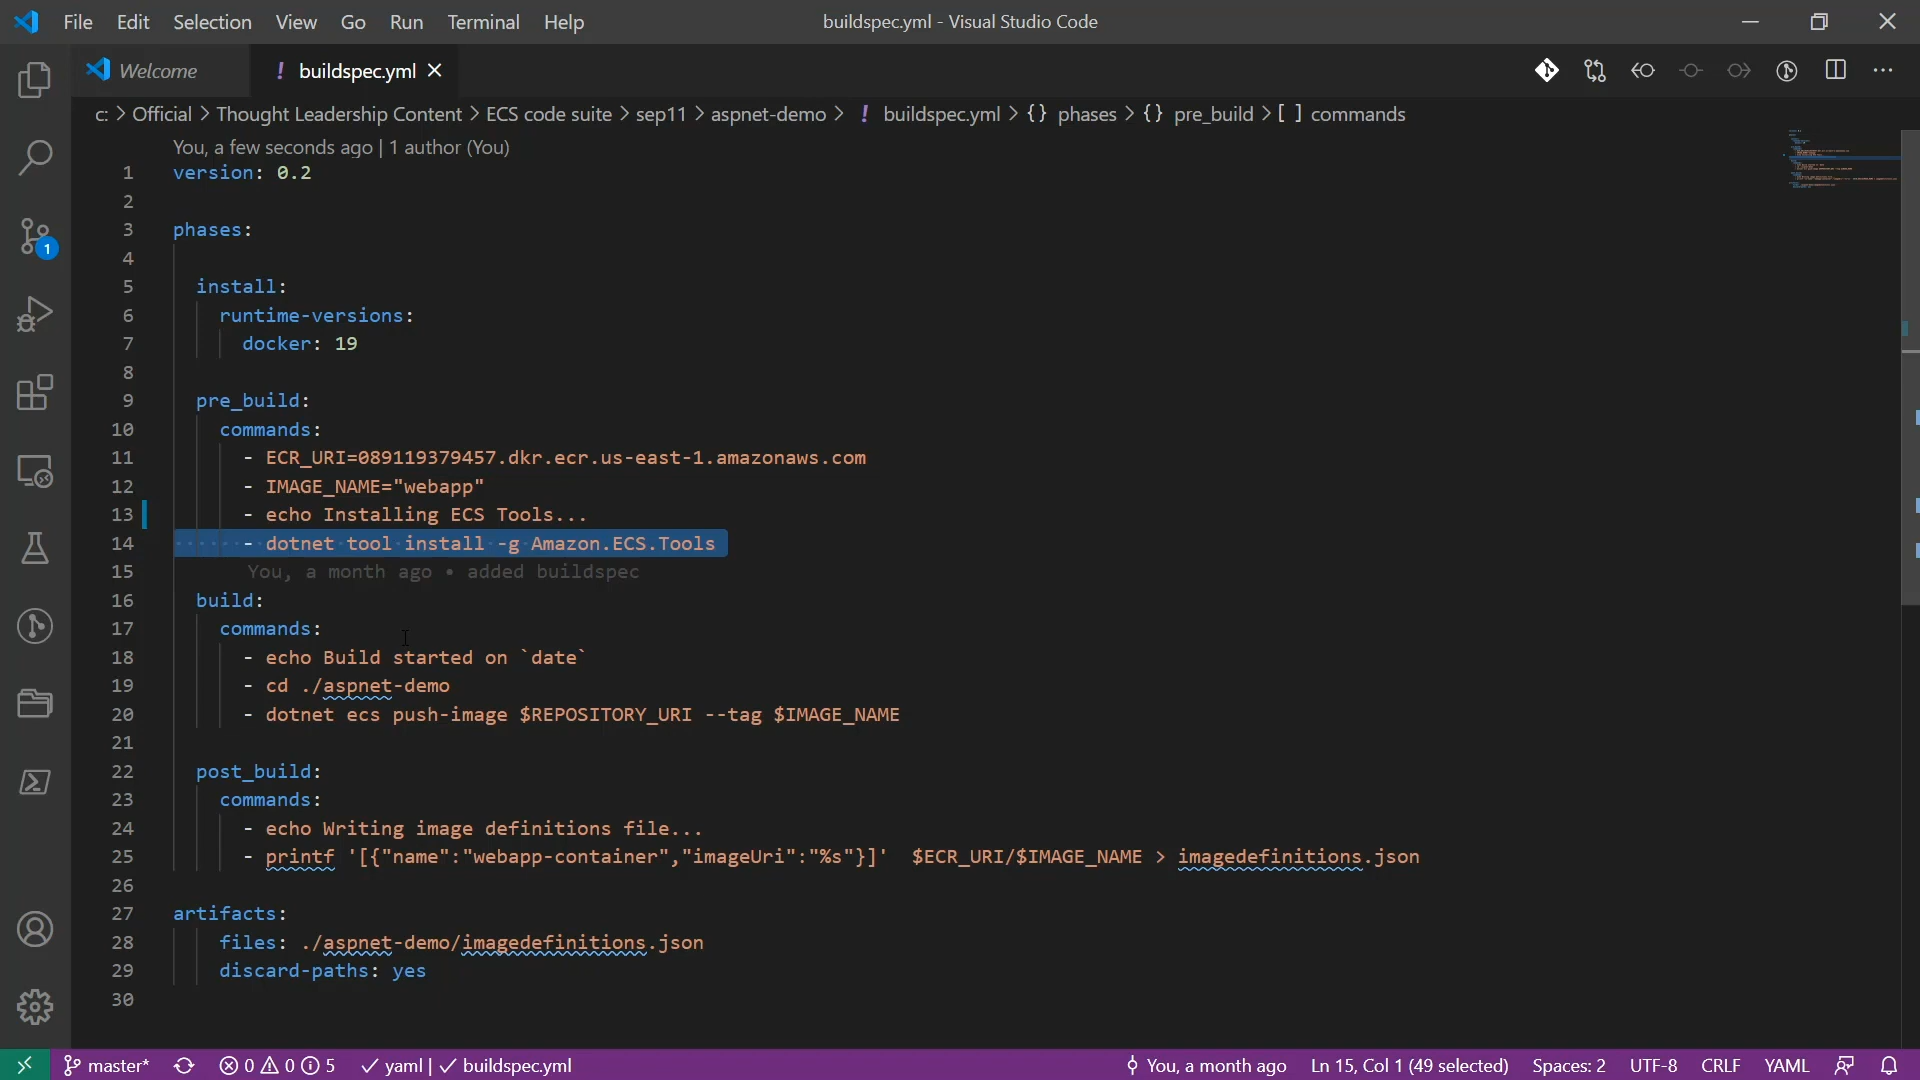 File Edit Selection View Go Run Terminal Help
buildspec.yml - Visual Studio Code
Welcome
! buildspec.yml
c: > Official > Thought Leadership Content > ECS code suite > sep11 > aspnet-demo > ! buildspec.yml > {} phases > {} pre_build > [ ] commands
You, a few seconds ago | 1 author (You)
1 version: 0.2
2
3 phases:
4
5 install:
6 runtime-versions:
7 docker: 19
8
9 pre_build:
10 commands:
11 - ECR_URI=089119379457.dkr.ecr.us-east-1.amazonaws.com
12 - IMAGE_NAME="webapp"
13 - echo Installing ECS Tools...
14 - dotnet tool install -g Amazon.ECS.Tools
15 You, a month ago • added buildspec
16 build:
17 commands:
18 - echo Build started on `date`
19 - cd ./aspnet-demo
20 - dotnet ecs push-image $REPOSITORY_URI --tag $IMAGE_NAME
21
22 post_build:
23 commands:
24 - echo Writing image definitions file...
25 - printf '[{"name":"webapp-container","imageUri":"%s"}]' $ECR_URI/$IMAGE_NAME > imagedefinitions.json
26
27 artifacts:
28 files: ./aspnet-demo/imagedefinitions.json
29 discard-paths: yes
30
1
master* 0 0 5 yaml | buildspec.yml
You, a month ago Ln 15, Col 1 (49 selected) Spaces: 2 UTF-8 CRLF YAML